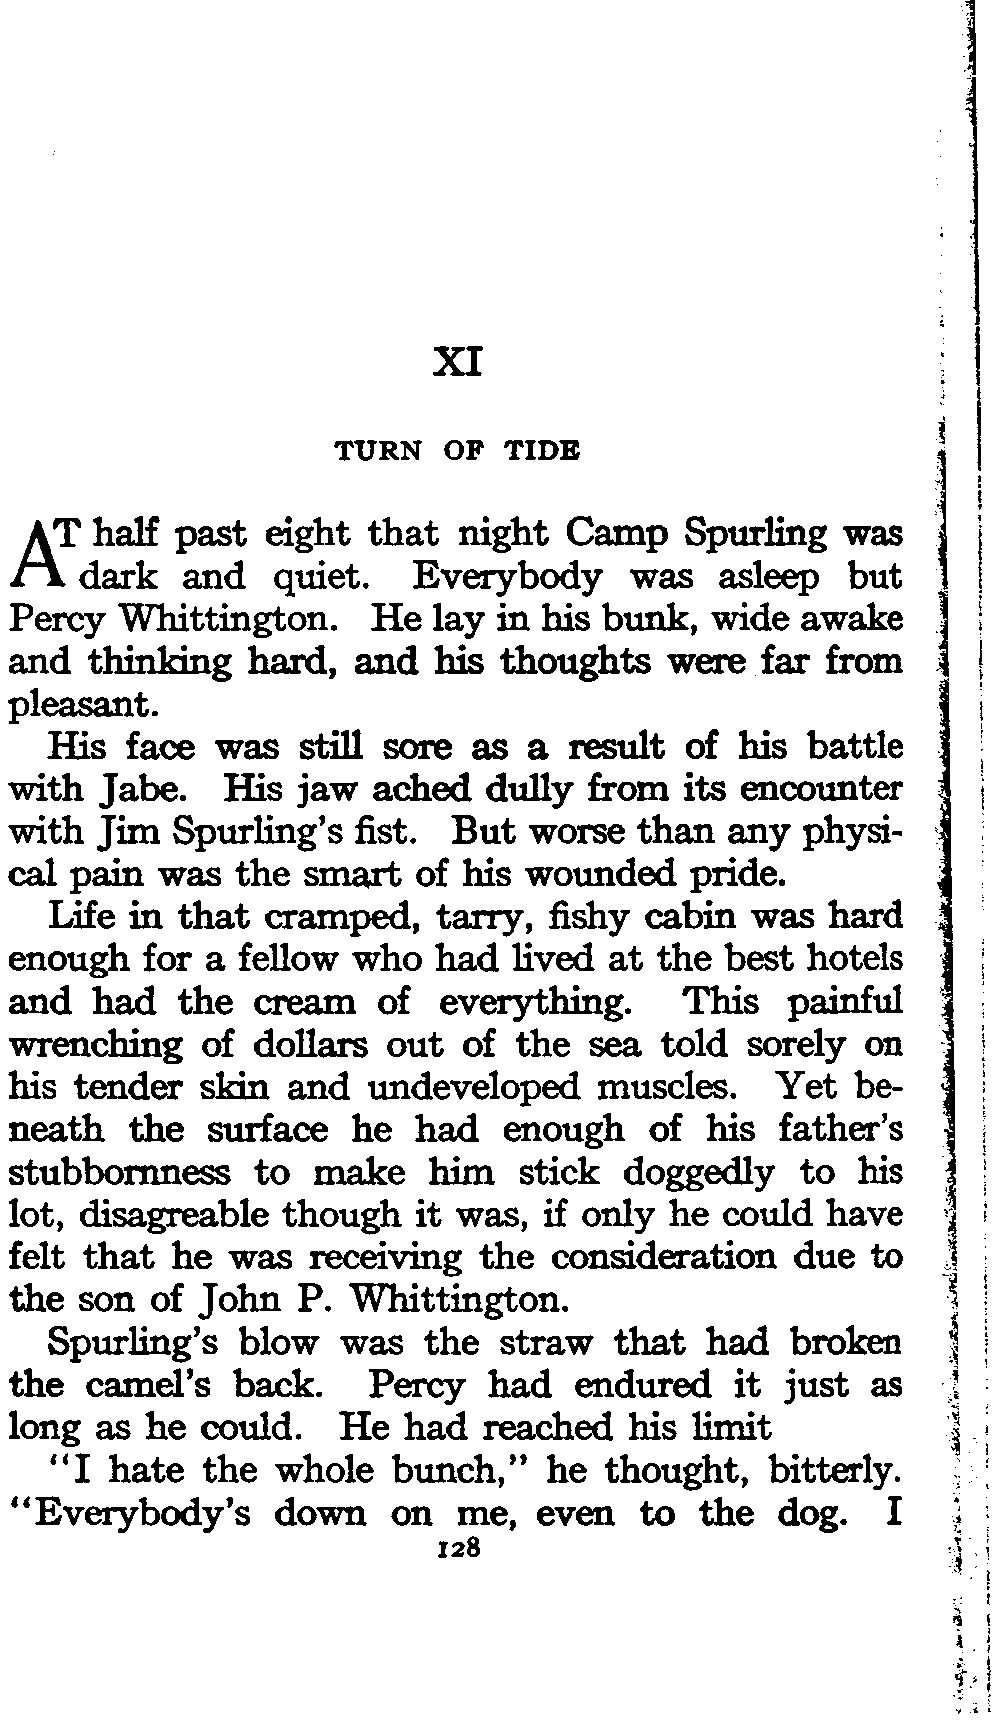 XI
TURN OF TIDE
AT half past eight that night Camp Spurling was
dark and quiet. Everybody was asleep but
Percy Whittington. He lay in his bunk, wide awake
and thinking hard, and his thoughts were far from
pleasant.
His face was still sore as a result of his battle
with Jabe. His jaw ached dully from its encounter
with Jim Spurling's fist. But worse than any physi-
cal pain was the smart of his wounded pride.
Life in that cramped, tarry, fishy cabin was hard
enough for a fellow who had lived at the best hotels
and had the cream of everything. This painful
wrenching of dollars out of the sea told sorely on
his tender skin and undeveloped muscles. Yet be-
neath the surface he had enough of his father's
stubbornness to make him stick doggedly to his
lot, disagreable though it was, if only he could have
felt that he was receiving the consideration due to
the son of John P. Whittington.
Spurling's blow was the straw that had broken
the camel's back. Percy had endured it just as
long as he could. He had reached his limit
"I hate the whole bunch," he thought, bitterly.
"Everybody's down on me, even to the dog. I
128